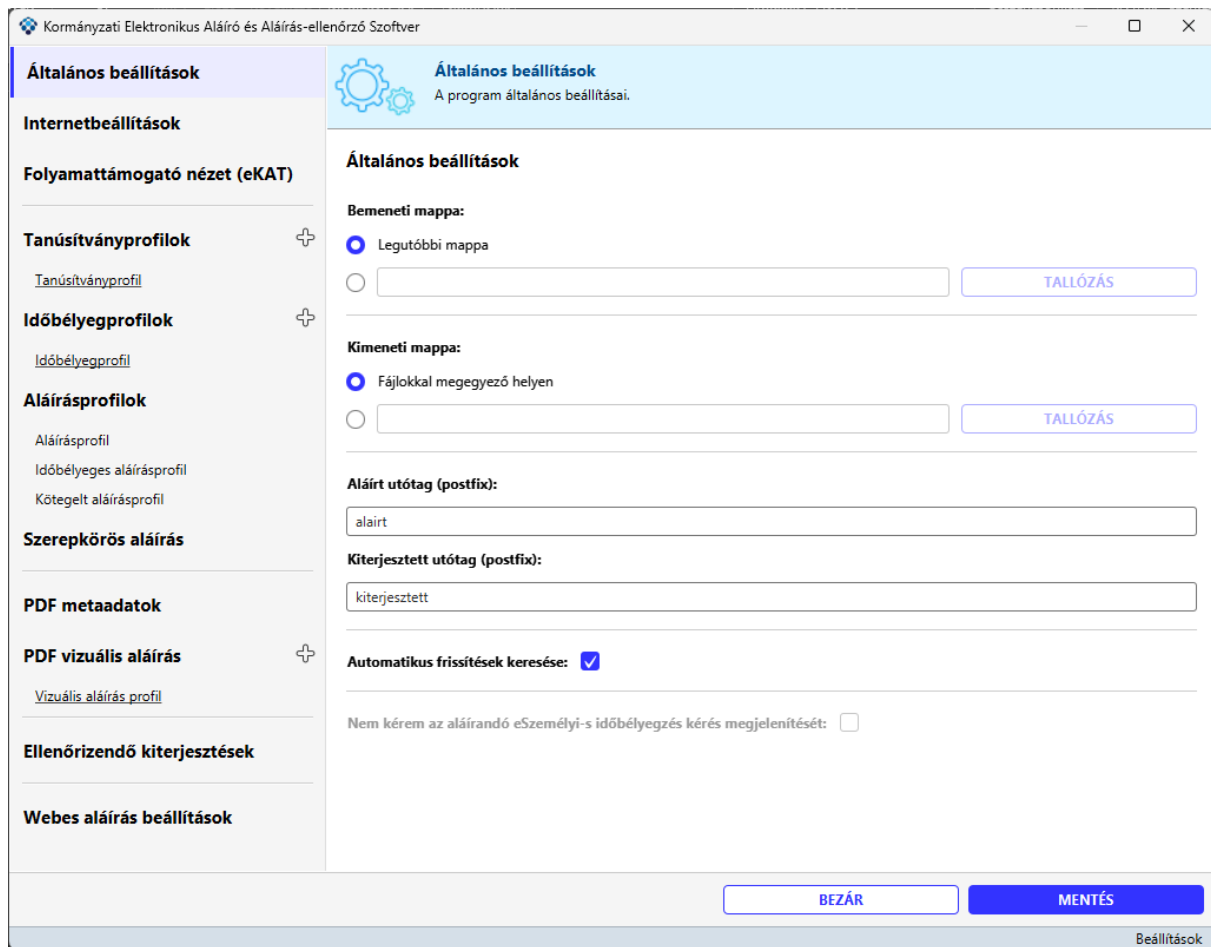 Kormányzati Elektronikus Aláíró és Aláírás-ellenőrző Szoftver
Általános beállítások
Internetbeállítások
Folyamattámogató nézet (eKAT)
Tanúsítványprofilok
Tanúsítványprofil
Időbélyegprofilok
Időbélyegprofil
Aláírásprofilok
Aláírásprofil
Időbélyeges aláírásprofil
Kötegelt aláírásprofil
Szerepkörös aláírás
PDF metaadatok
PDF vizuális aláírás
Vizuális aláírás profil
Ellenőrizendő kiterjesztések
Webes aláírás beállítások
Általános beállítások
A program általános beállításai.
Általános beállítások
Bemeneti mappa:
Legutóbbi mappa
TALLÓZÁS
Kimeneti mappa:
Fájlokkal megegyező helyen
TALLÓZÁS
Aláírt utótag (postfix):
alairt
Kiterjesztett utótag (postfix):
kiterjesztett
Automatikus frissítések keresése:
Nem kérem az aláírandó eSzemélyi-s időbélyegzés kérés megjelenítését:
BEZÁR
MENTÉS
Beállítások